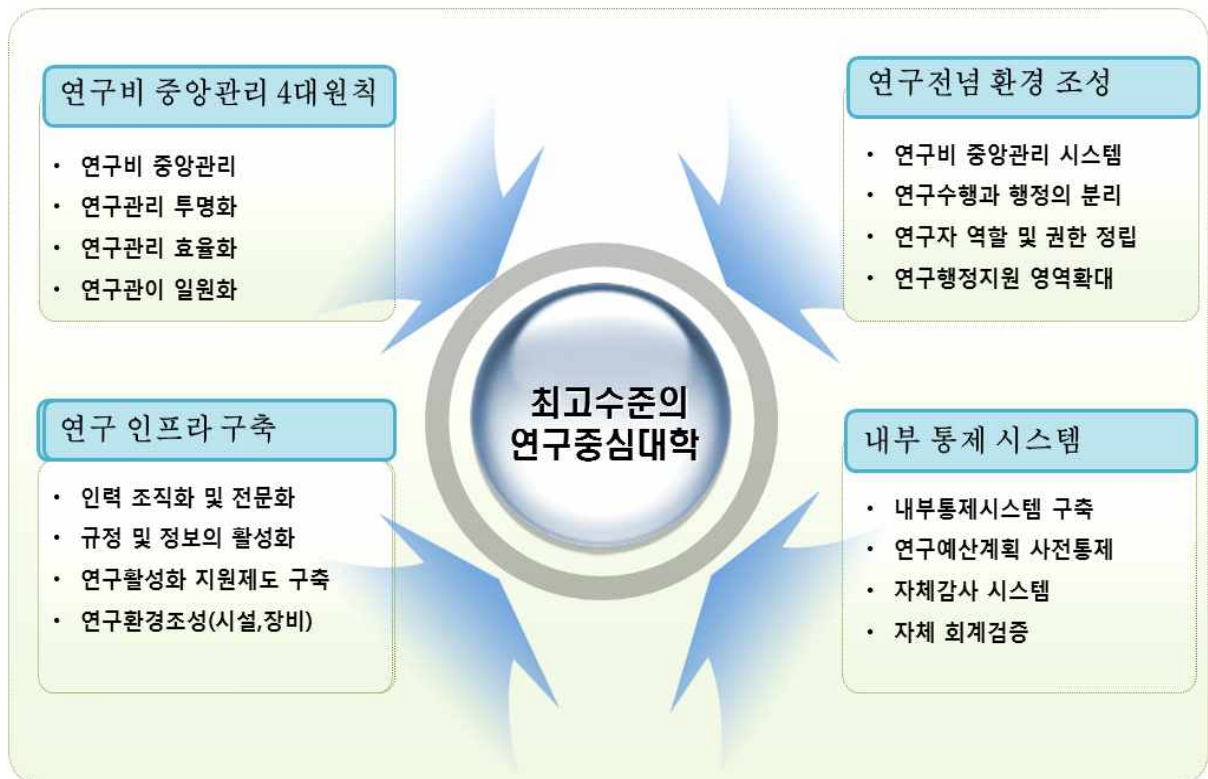 연구비 중앙관리 4대원칙
• 연구비 중앙관리
• 연구관리 투명화
• 연구관리 효율화
• 연구관이 일원화
연구전념 환경 조성
• 연구비 중앙관리 시스템
• 연구수행과 행정의 분리
• 연구자 역할 및 권한 정립
• 연구행정지원 영역확대
최고수준의
연구중심대학
연구 인프라 구축
• 인력 조직화 및 전문화
• 규정 및 정보의 활성화
• 연구활성화 지원제도 구축
• 연구환경조성(시설,장비)
내부 통제 시스템
• 내부통제시스템 구축
• 연구예산계획 사전통제
• 자체감사 시스템
• 자체 회계검증